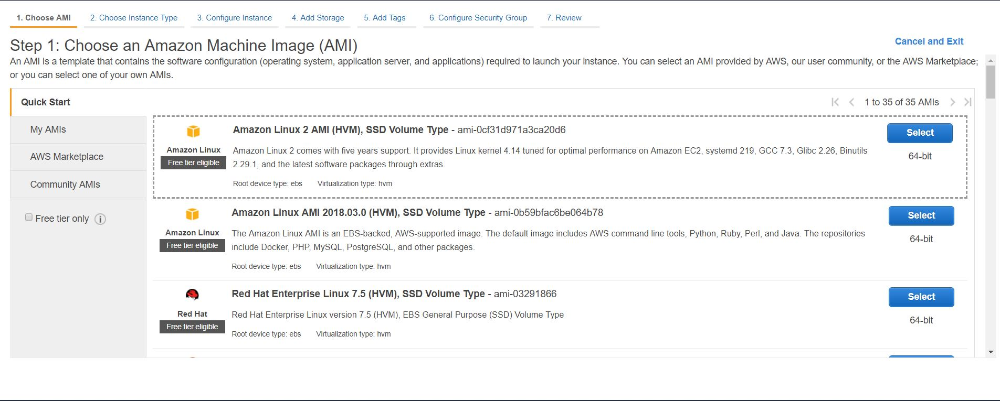 1. Choose AMI 2. Choose Instance Type 3. Configure Instance 4. Add Storage 5. Add Tags 6. Configure Security Group 7. Review
Step 1: Choose an Amazon Machine Image (AMI)
Cancel and Exit
An AMI is a template that contains the software configuration (operating system, application server, and applications) required to launch your instance. You can select an AMI provided by AWS, our user community, or the AWS Marketplace;
or you can select one of your own AMIs.
Quick Start
1 to 35 of 35 AMIs
My AMIs
AWS Marketplace
Community AMIs
Free tier only
Amazon Linux
Free tier eligible
Amazon Linux 2 AMI (HVM), SSD Volume Type - ami-0cf31d971a3ca20d6
Amazon Linux 2 comes with five years support. It provides Linux kernel 4.14 tuned for optimal performance on Amazon EC2, systemd 219, GCC 7.3, Glibc 2.26, Binutils
2.29.1, and the latest software packages through extras.
Root device type: ebs Virtualization type: hvm
Select
64-bit
Amazon Linux
Free tier eligible
Amazon Linux AMI 2018.03.0 (HVM), SSD Volume Type - ami-0b59bfac6be064b78
The Amazon Linux AMI is an EBS-backed, AWS-supported image. The default image includes AWS command line tools, Python, Ruby, Perl, and Java. The repositories
include Docker, PHP, MySQL, PostgreSQL, and other packages.
Root device type: ebs Virtualization type: hvm
Select
64-bit
Red Hat
Free tier eligible
Red Hat Enterprise Linux 7.5 (HVM), SSD Volume Type - ami-03291866
Red Hat Enterprise Linux version 7.5 (HVM), EBS General Purpose (SSD) Volume Type
Root device type: ebs Virtualization type: hvm
Select
64-bit